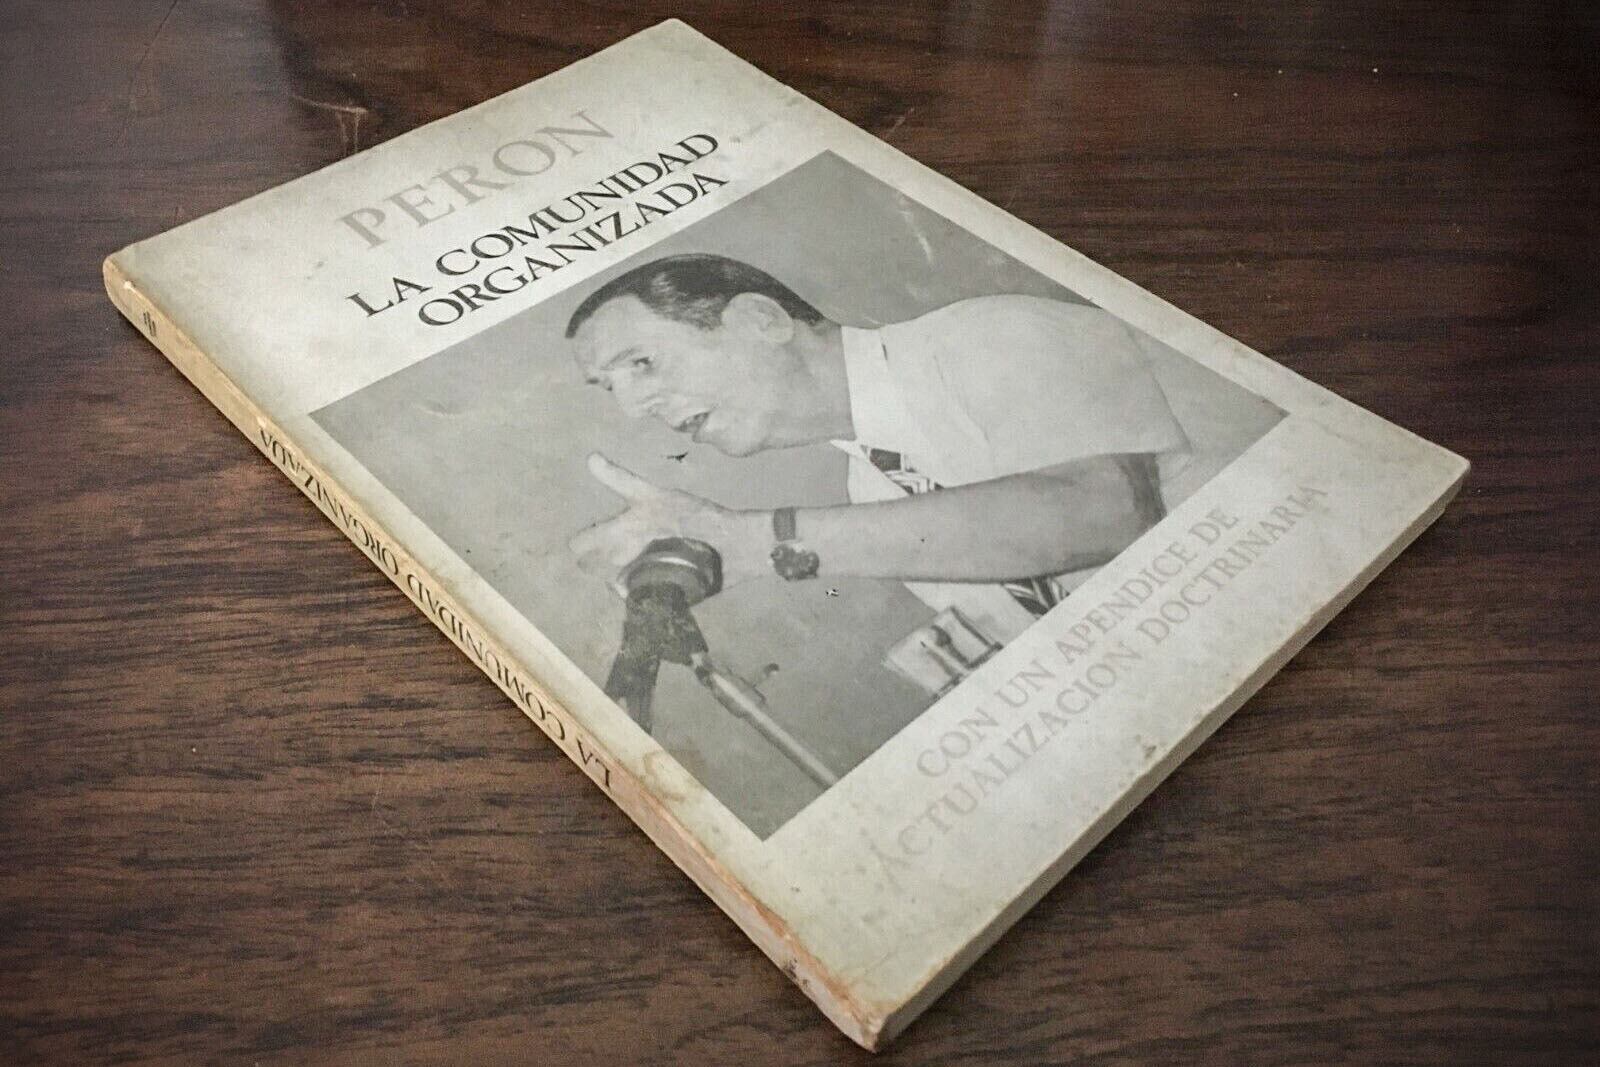 PERON
LA COMUNIDAD
ORGANIZADA
CON UN APENDICE DE
ACTUALIZACION DOCTRINARIA
LA COMUNIDAD ORGANIZADA